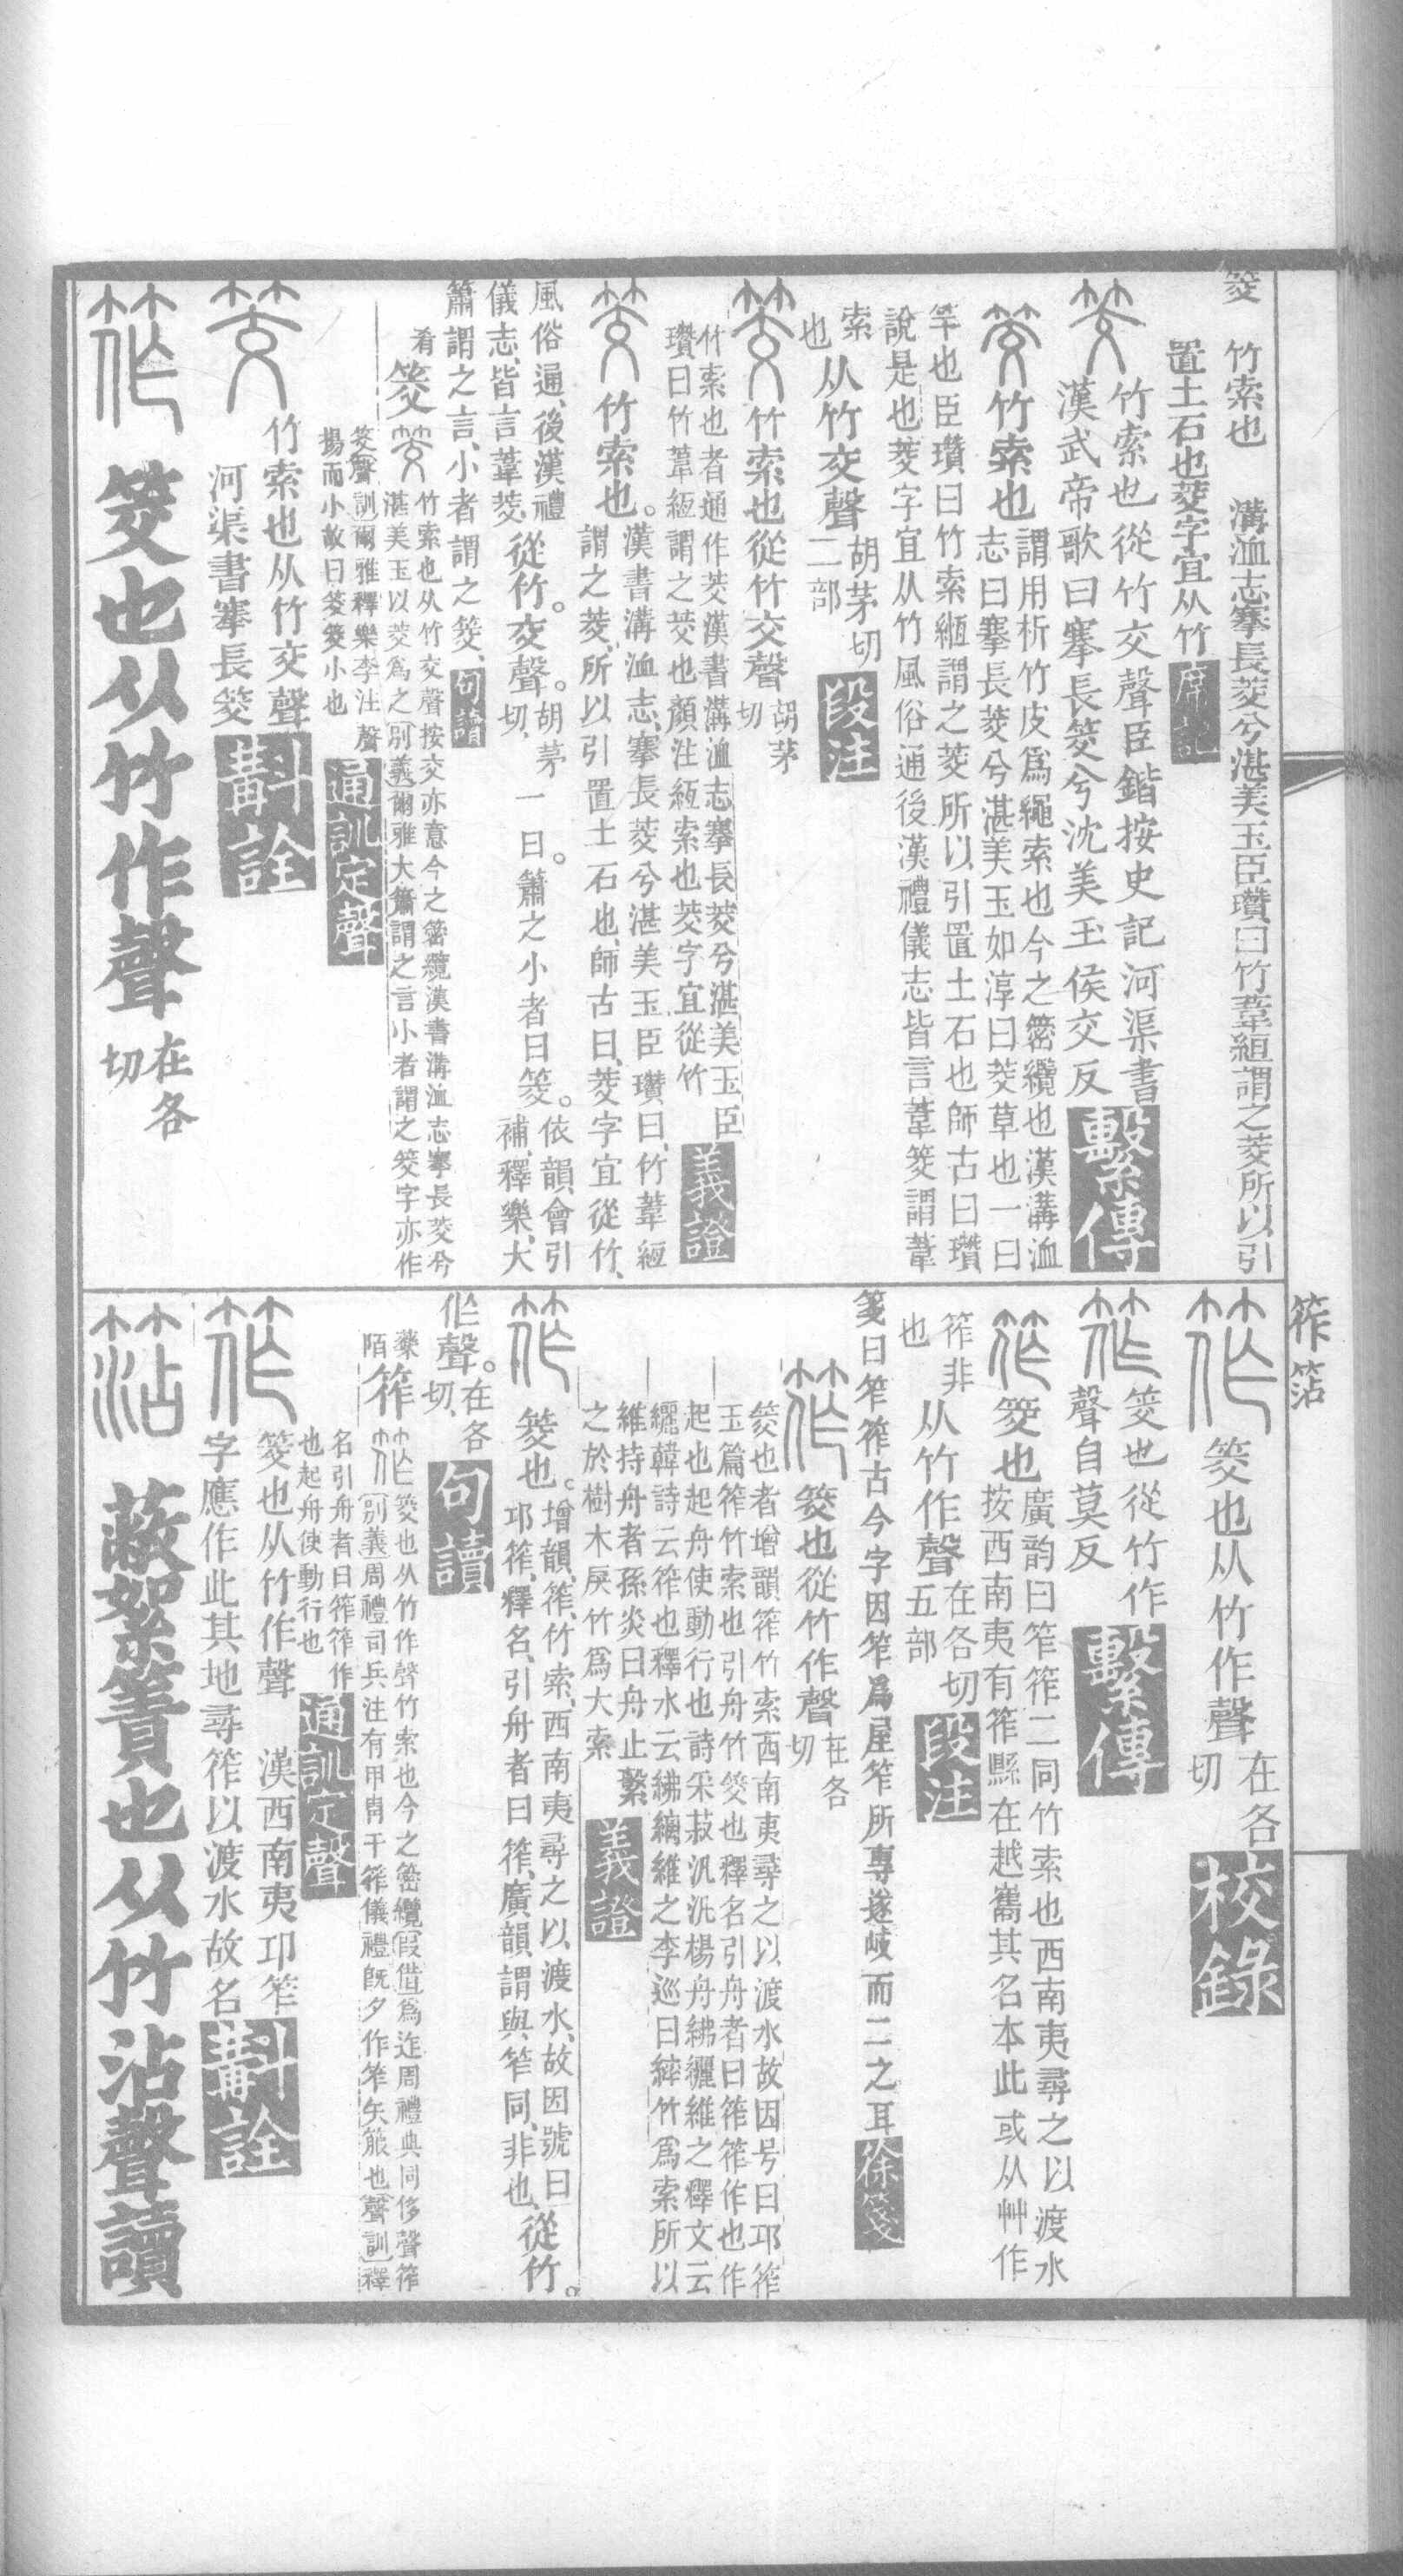 筊
竹索也　溝洫志搴長茭兮湛美玉臣瓚曰竹葦緪謂之茭所以引
置土石也茭字宜从竹席記
竹索也從竹交聲臣鍇按史記河渠書
漢武帝歌曰搴長筊兮沈美玉侯交反繫傳
竹索也謂用析竹皮爲繩索也今之䉲纜也漢溝洫
志曰搴長茭兮湛美玉如淳曰茭草也一曰
竿也臣瓚曰竹索緪謂之茭所以引置土石也師古曰瓚
說是也茭字宜从竹風俗通後漢禮儀志皆言葦筊謂葦
索
也
从竹交聲胡茅切
二部段注
竹索也從竹交聲胡茅
切
竹索也者通作茭漢書溝洫志搴長茭兮湛美玉臣
瓚曰竹葦緪謂之茭也顏注緪索也茭字宜從竹義證
竹索也。漢書溝洫志、搴長茭兮湛美玉臣瓚曰、竹葦緪
謂之茭、所以引置土石也、師古曰、茭字宜從竹、
風俗通、後漢禮
儀志、皆言葦茭、從竹。交聲。胡茅
切、一曰。簫之小者曰筊。依韻會引
補、釋樂、大
簫謂之言、小者謂之筊、句讀
肴
筊竹索也从竹交聲按交亦意今之䉲纜漢書溝洫志搴長茭兮
湛美玉以茭爲之別義爾雅大簫謂之言小者謂之筊字亦作
筊聲訓爾雅釋樂李注聲
揚而小故曰筊筊小也通訓定聲
竹索也从竹交聲
河渠書搴長筊斠詮
筊也从竹作聲在各
切
筰䈀
筊也从竹作聲在各
切校錄
筊也從竹作
聲自莫反繫傳
筊也廣韵曰笮筰二同竹索也西南夷尋之以渡水
按西南夷有筰縣在越巂其名本此或从艸作
筰非
也
从竹作聲在各切
五部段注
箋曰笮筰古今字因笮爲屋笮所專遂歧而二之耳徐箋
筊也從竹作聲在各
切
筊也者增韻筰竹索西南夷尋之以渡水故因号曰邛筰
玉篇筰竹索也引舟竹筊也釋名引舟者曰筰筰作也作
起也起舟使動行也詩采菽汎汎楊舟紼纚維之釋文云
纚韓詩云筰也釋水云紼縭維之李巡曰綍竹爲索所以
維持舟者孫炎曰舟止繫
之於樹木戾竹爲大索義證
筊也。增韻、筰、竹索、西南夷尋之以渡水、故因號曰
邛筰、釋名、引舟者曰筰、廣韻、謂與笮同、非也、從竹。
作聲。在各
切、句讀
藥
陌
筰筊也从竹作聲竹索也今之䉲纜假借爲迮周禮典同侈聲筰
別義周禮司兵注有甲冑干筰儀禮旣夕作笮矢箙也聲訓釋
名引舟者曰筰筰作
也起舟使動行也通訓定聲
筊也从竹作聲　漢西南夷邛筰
字應作此其地尋筰以渡水故名斠詮
蔽絮簀也从竹沾聲讀